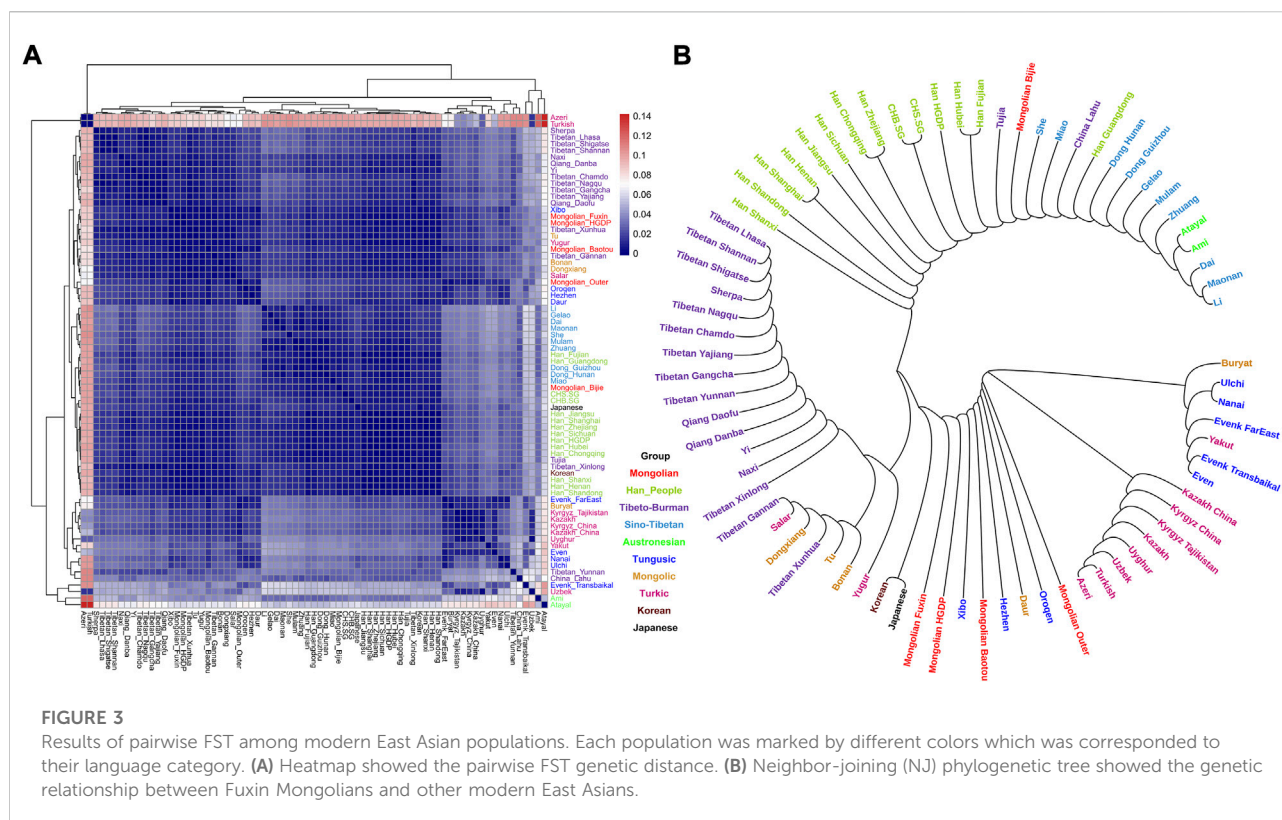 A
B
0.14
0.12
0.1
0.08
0.06
0.04
0.02
0
Azeri
Turkish
Sherpa
Tibetan_Lhasa
Tibetan_Shigatse
Tibetan_Shannan
Naxi
Qiang_Danba
Yi
Tibetan_Chamdo
Tibetan_Nagqu
Tibetan_Gangcha
Tibetan_Yajiang
Qiang_Daofu
Xibo
Mongolian_Fuxin
Mongolian_HGDP
Tibetan_Xunhua
Tu
Yugur
Mongolian_Baotou
Tibetan_Gannan
Bonan
Dongxiang
Salar
Mongolian_Outer
Oroqen
Hezhen
Daur
Li
Gelao
Dai
Maonan
She
Mulam
Zhuang
Han_Fujian
Han_Guangdong
Dong_Guizhou
Dong_Hunan
Miao
Mongolian_Bijie
CHS.SG
CHB.SG
Japanese
Han_Jiangsu
Han_Shanghai
Han_Zhejiang
Han_Sichuan
Han_HGDP
Han_Hubei
Han_Chongqing
Tujia
Tibetan_Xinlong
Korean
Han_Shanxi
Han_Henan
Han_Shandong
Evenk_FarEast
Buryat
Kyrgyz_Tajikistan
Kazakh
Kyrgyz_China
Kazakh_China
Uyghur
Yakut
Even
Nanai
Ulchi
Tibetan_Yunnan
China_Lahu
Evenk_Transbaikal
Uzbek
Ami
Atayal
Group
Mongolian
Han_People
Tibeto-Burman
Sino-Tibetan
Austronesian
Tungusic
Mongolic
Turkic
Korean
Japanese
Han Shanxi
Han Shandong
Han Shanghai
Han Henan
Han Jiangsu
Han Sichuan
Han Chongqing
Han Zhejiang
CHB.SG
CHS.SG
Han HGDP
Han Hubei
Han Fujian
Tujia
Mongolian Bijie
She
Miao
China Lahu
Han Guangdong
Dong Hunan
Dong Guizhou
Gelao
Mulam
Zhuang
Atayal
Ami
Dai
Maonan
Li
Buryat
Ulchi
Nanai
Evenk FarEast
Yakut
Evenk Transbaikal
Even
Kazakh China
Kyrgyz China
Kyrgyz Tajikistan
Kazakh
Uyghur
Uzbek
Turkish
Azeri
Mongolian Outer
Oroqen
Daur
Hezhen
Mongolian Baotou
Xibo
Mongolian HGDP
Mongolian Fuxin
Japanese
Korean
Yugur
Bonan
Tu
Tibetan Xunhua
Dongxiang
Salar
Tibetan Gannan
Tibetan Xinlong
Naxi
Yi
Qiang Danba
Qiang Daofu
Tibetan Yunnan
Tibetan Gangcha
Tibetan Yajiang
Tibetan Chamdo
Tibetan Nagqu
Sherpa
Tibetan Shigatse
Tibetan Shannan
Tibetan Lhasa
FIGURE 3
Results of pairwise FST among modern East Asian populations. Each population was marked by different colors which was corresponded to
their language category. (A) Heatmap showed the pairwise FST genetic distance. (B) Neighbor-joining (NJ) phylogenetic tree showed the genetic
relationship between Fuxin Mongolians and other modern East Asians.